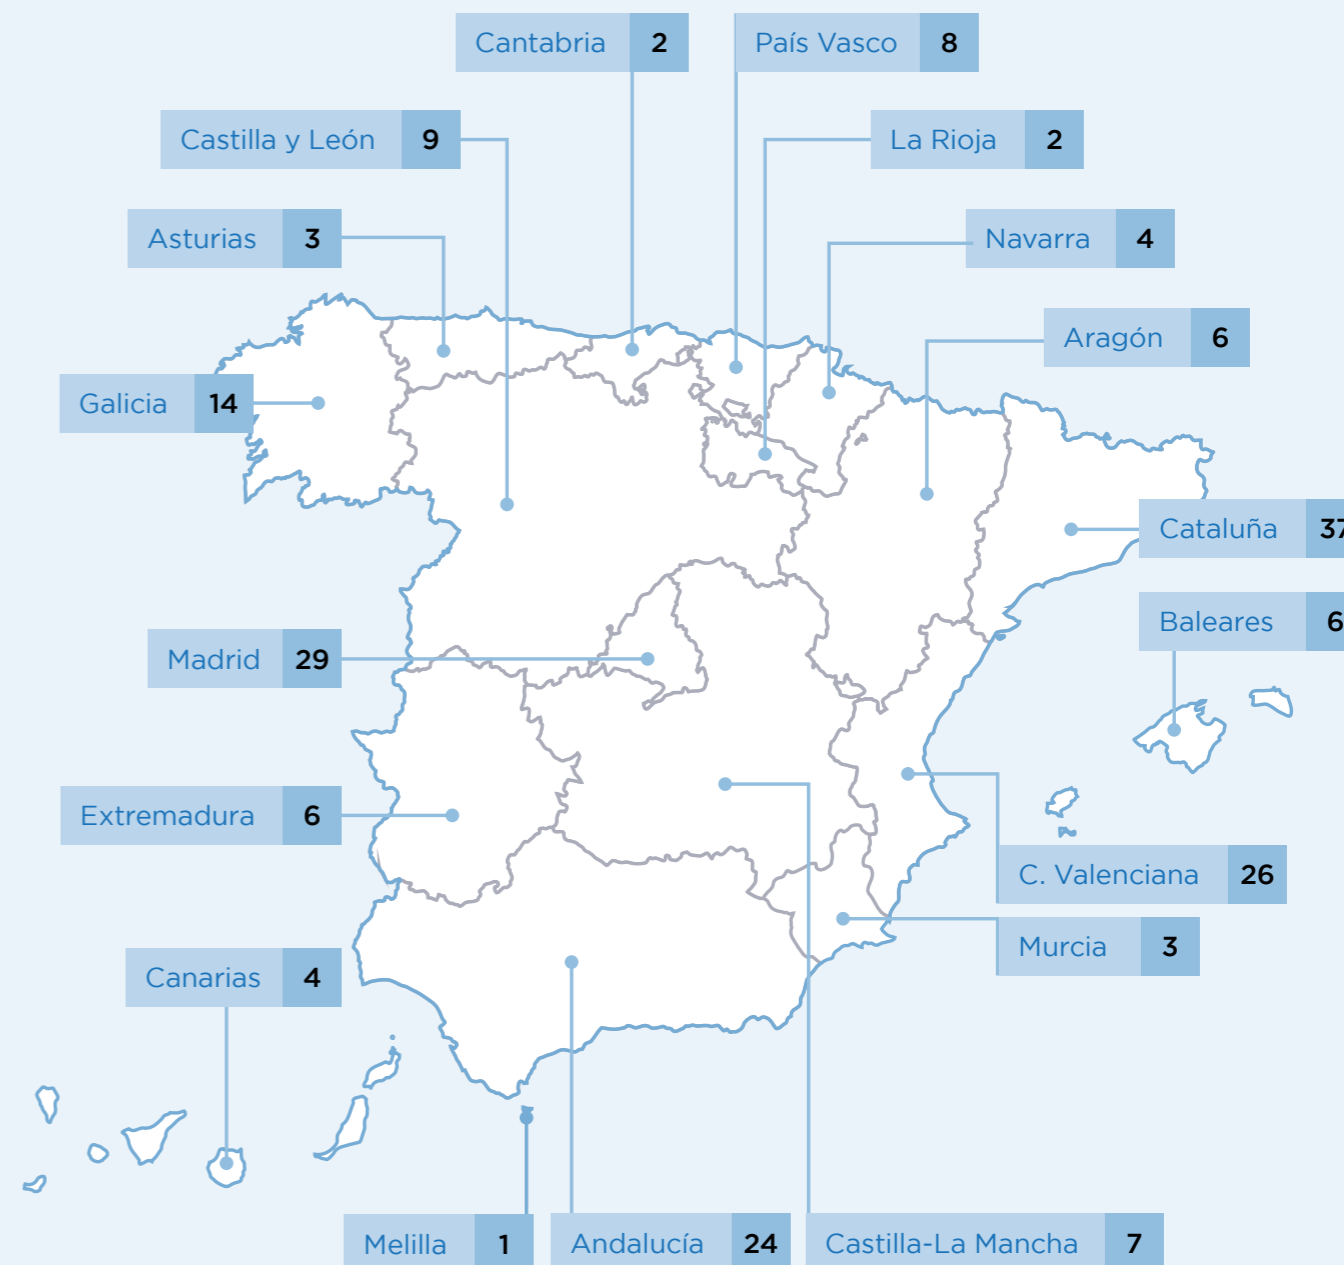 Cantabria 2
País Vasco 8
Castilla y León 9
La Rioja 2
Asturias 3
Navarra 4
Aragón 6
Galicia 14
Cataluña 37
Baleares 6
Madrid 29
Extremadura 6
C. Valenciana 26
Murcia 3
Canarias 4
Melilla 1
Andalucía 24
Castilla-La Mancha 7